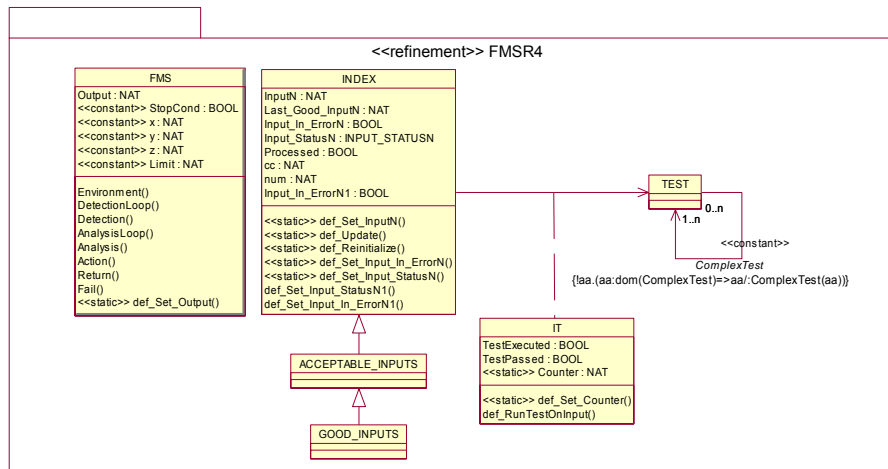 <<refinement>> FMSR4
FMS
Output : NAT
<<constant>> StopCond : BOOL
<<constant>> x : NAT
<<constant>> y : NAT
<<constant>> z : NAT
<<constant>> Limit : NAT
Environment()
DetectionLoop()
Detection()
AnalysisLoop()
Analysis()
Action()
Return()
Fail()
<<static>> def_Set_Output()
INDEX
InputN : NAT
Last_Good_InputN : NAT
Input_In_ErrorN : BOOL
Input_StatusN : INPUT_STATUSN
Processed : BOOL
cc : NAT
num : NAT
Input_In_ErrorN1 : BOOL
<<static>> def_Set_InputN()
<<static>> def_Update()
<<static>> def_Reinitialize()
<<static>> def_Set_Input_In_ErrorN()
<<static>> def_Set_Input_StatusN()
def_Set_Input_StatusN1()
def_Set_Input_In_ErrorN1()
TEST
0..n
1..n
<<constant>>
ComplexTest
{!aa.(aa:dom(ComplexTest)=>aa/:ComplexTest(aa))}
IT
TestExecuted : BOOL
TestPassed : BOOL
<<static>> Counter : NAT
<<static>> def_Set_Counter()
def_RunTestOnInput()
ACCEPTABLE_INPUTS
GOOD_INPUTS